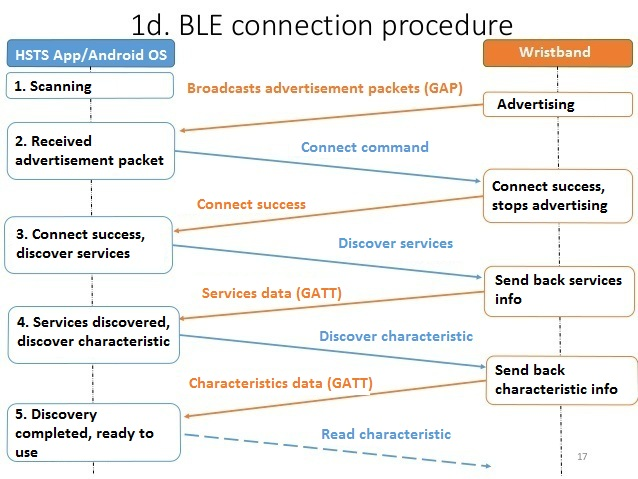 1d. BLE connection procedure
HSTS App/Android OS
Wristband
1. Scanning
Broadcasts advertisement packets (GAP)
Advertising
2. Received
advertisement packet
Connect command
Connect success,
stops advertising
Connect success
3. Connect success,
discover services
Discover services
Send back services
info
Services data (GATT)
4. Services discovered,
discover characteristic
Discover characteristic
Send back
characteristic info
Characteristics data (GATT)
5. Discovery
completed, ready to
use
Read characteristic
17